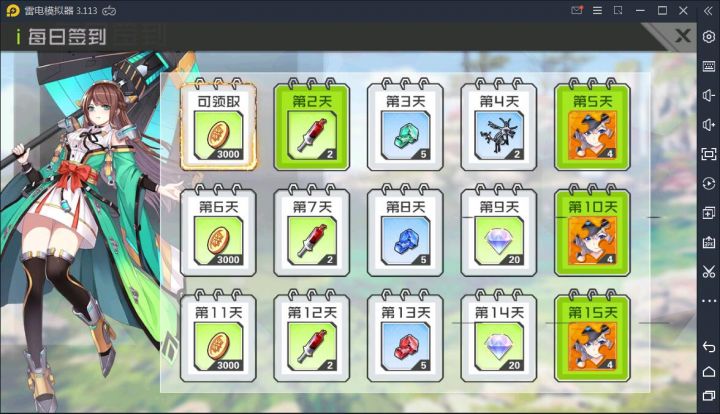 雷电模拟器 3.113
i 每日签到
可领取 第2天 第3天 第4天 第5天
3000 2 5 2 4
第6天 第7天 第8天 第9天 第10天
3000 2 5 20 4
第11天 第12天 第13天 第14天 第15天
3000 2 5 20 4